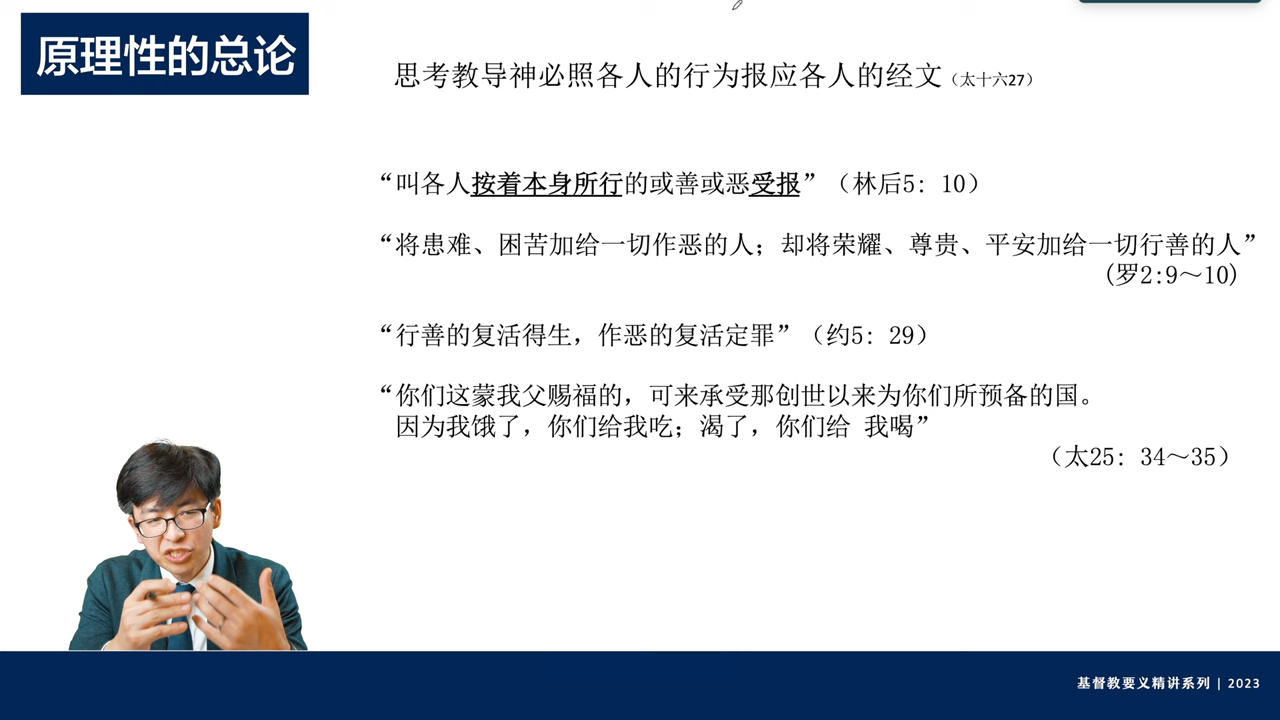 原理性的总论
思考教导神必照各人的行为报应各人的经文（太十六27）
“叫各人按着本身所行的或善或恶受报”（林后5: 10）
“将患难、困苦加给一切作恶的人；却将荣耀、尊贵、平安加给一切行善的人”
(罗2:9～10)
“行善的复活得生，作恶的复活定罪”（约5: 29）
“你们这蒙我父赐福的，可来承受那创世以来为你们所预备的国。
因为我饿了，你们给我吃；渴了，你们给 我喝”
（太25: 34～35）
基督教要义精讲系列 | 2023